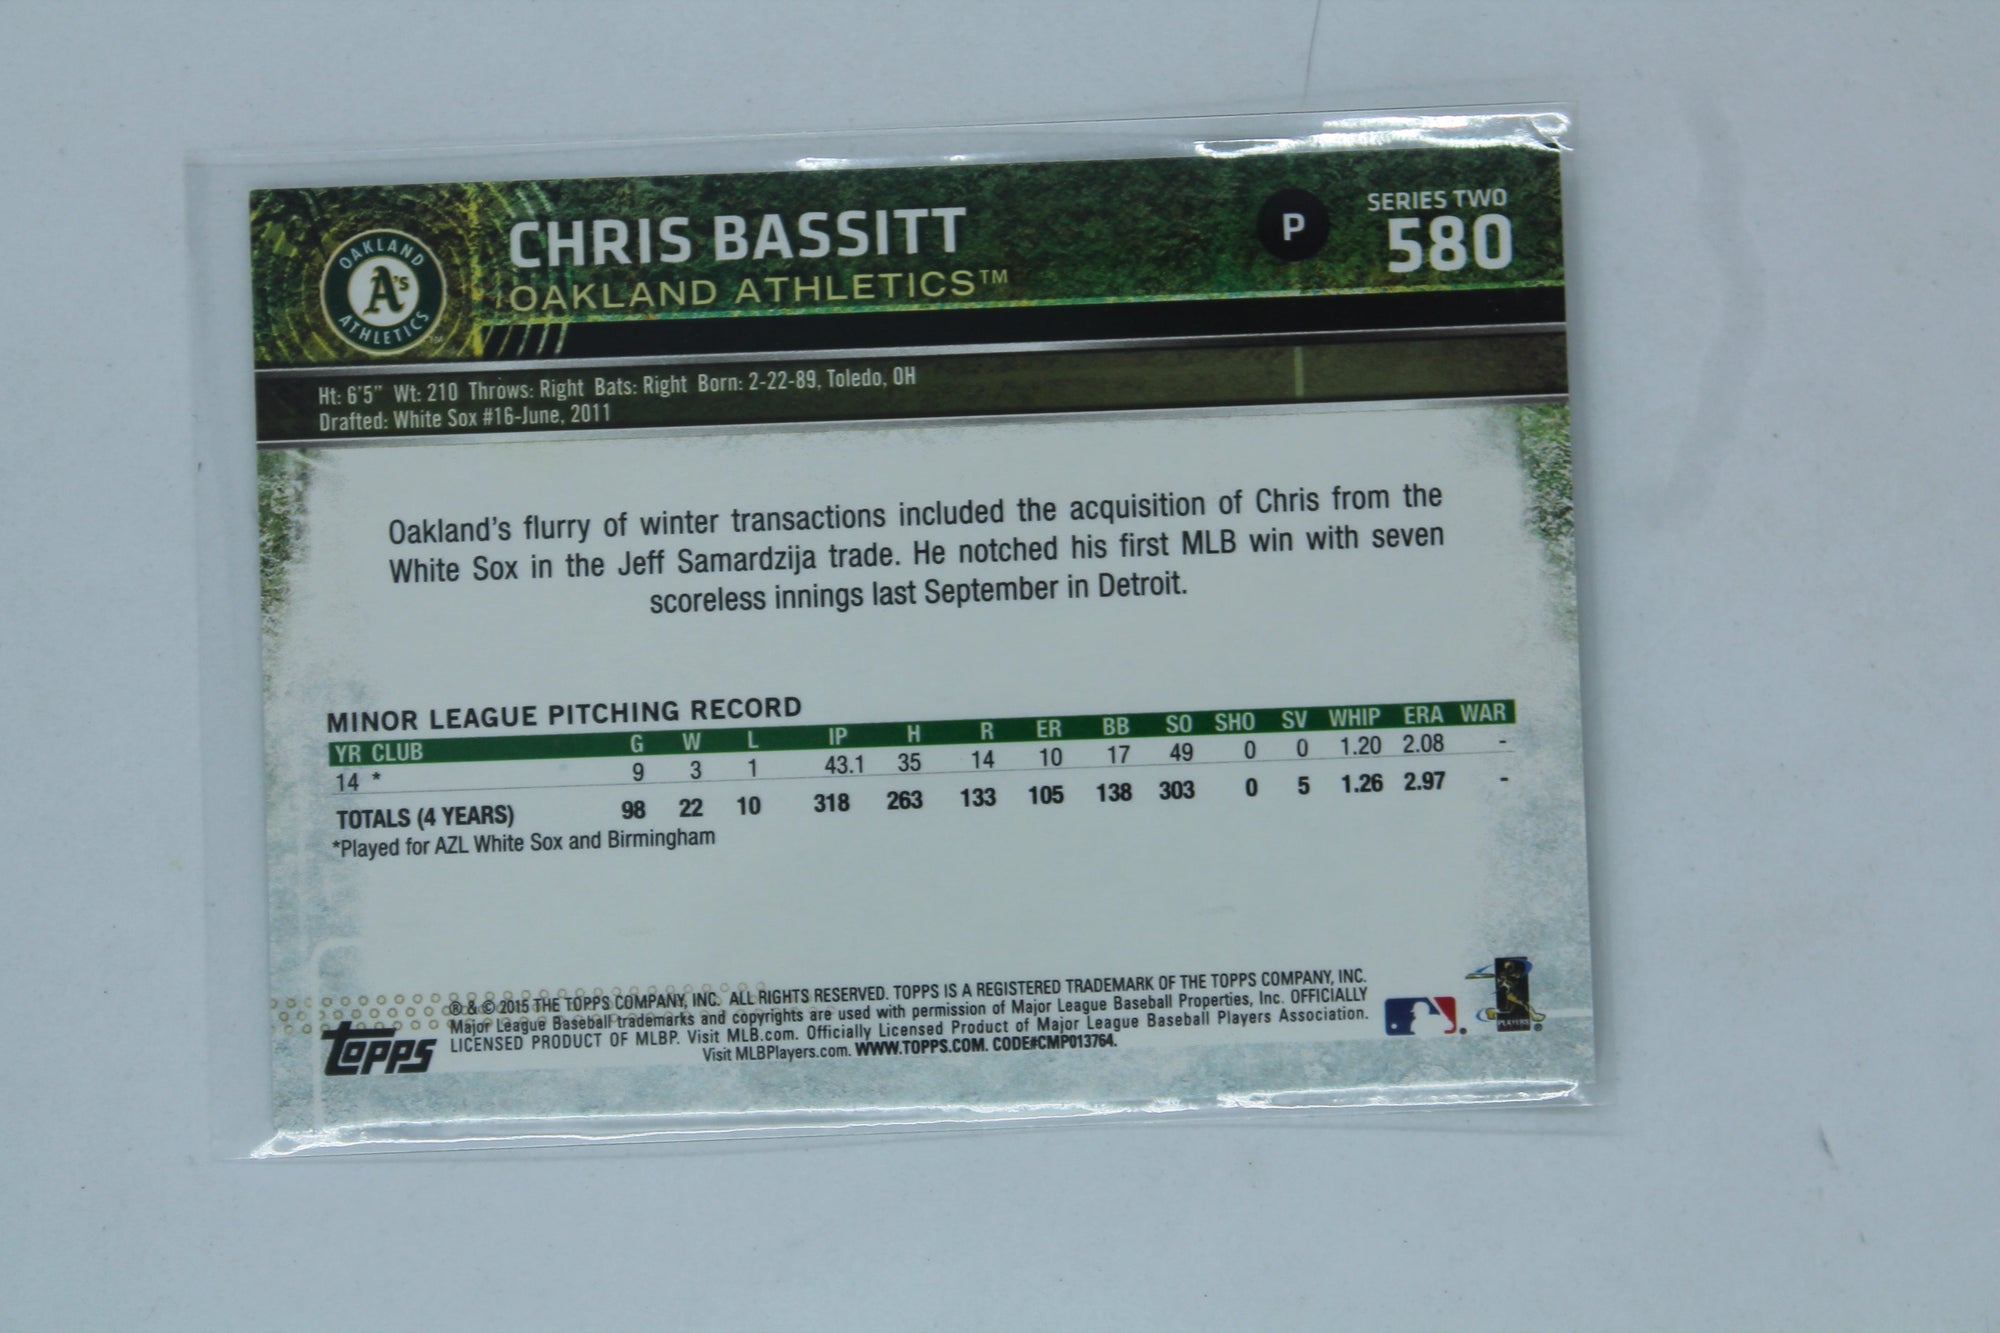 OAKLAND
A's
ATHLETICS
TM
CHRIS BASSITT
OAKLAND ATHLETICS™
P
SERIES TWO
580
Ht: 6'5" Wt: 210 Throws: Right Bats: Right Born: 2-22-89, Toledo, OH
Drafted: White Sox #16-June, 2011
Oakland's flurry of winter transactions included the acquisition of Chris from the
White Sox in the Jeff Samardzija trade. He notched his first MLB win with seven
scoreless innings last September in Detroit.
MINOR LEAGUE PITCHING RECORD
YR CLUB G W L IP H R ER BB SO SHO SV WHIP ERA WAR
14 * 9 3 1 43.1 35 14 10 17 49 0 0 1.20 2.08 -
TOTALS (4 YEARS) 98 22 10 318 263 133 105 138 303 0 5 1.26 2.97 -
*Played for AZL White Sox and Birmingham
® & © 2015 THE TOPPS COMPANY, INC. ALL RIGHTS RESERVED. TOPPS IS A REGISTERED TRADEMARK OF THE TOPPS COMPANY, INC.
Major League Baseball trademarks and copyrights are used with permission of Major League Baseball Properties, Inc. OFFICIALLY
LICENSED PRODUCT OF MLBP. Visit MLB.com. Officially Licensed Product of Major League Baseball Players Association.
Visit MLBPlayers.com. WWW.TOPPS.COM. CODE#CMP013764.
Topps
PLAYERS
®